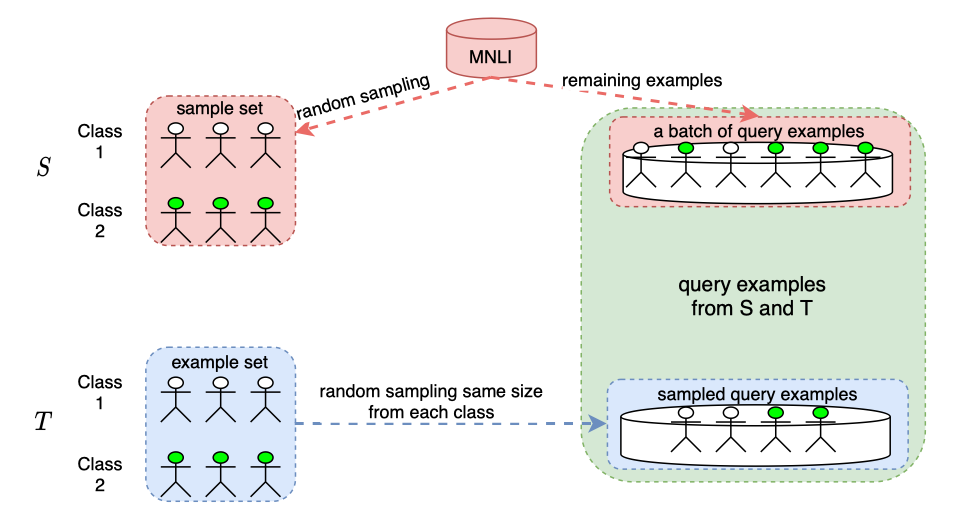 MNLI
random sampling
remaining examples
sample set
Class
1
S
Class
2
a batch of query examples
query examples
from S and T
example set
Class
1
T
Class
2
random sampling same size
from each class
sampled query examples